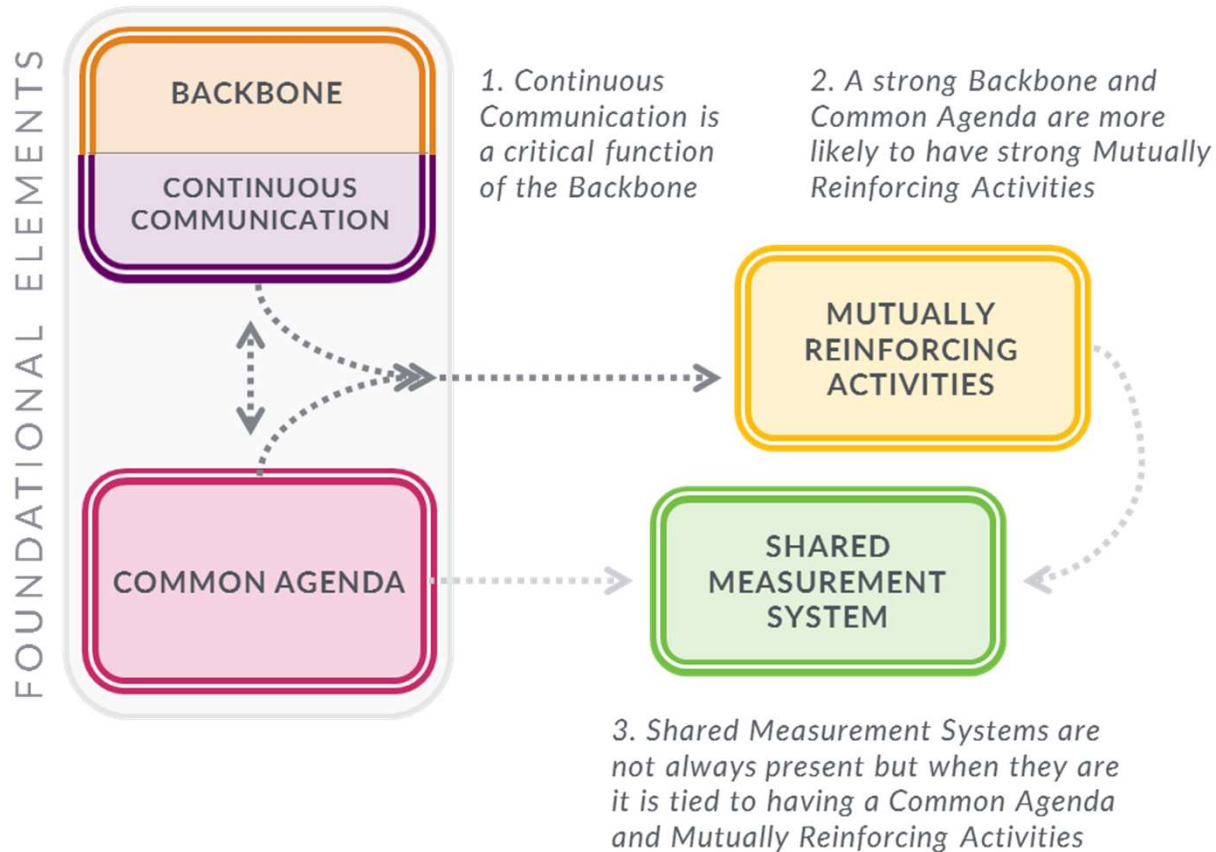 FOUNDATIONAL ELEMENTS
BACKBONE
CONTINUOUS
COMMUNICATION
COMMON AGENDA
1. Continuous
Communication is
a critical function
of the Backbone
2. A strong Backbone and
Common Agenda are more
likely to have strong Mutually
Reinforcing Activities
MUTUALLY
REINFORCING
ACTIVITIES
SHARED
MEASUREMENT
SYSTEM
3. Shared Measurement Systems are
not always present but when they are
it is tied to having a Common Agenda
and Mutually Reinforcing Activities